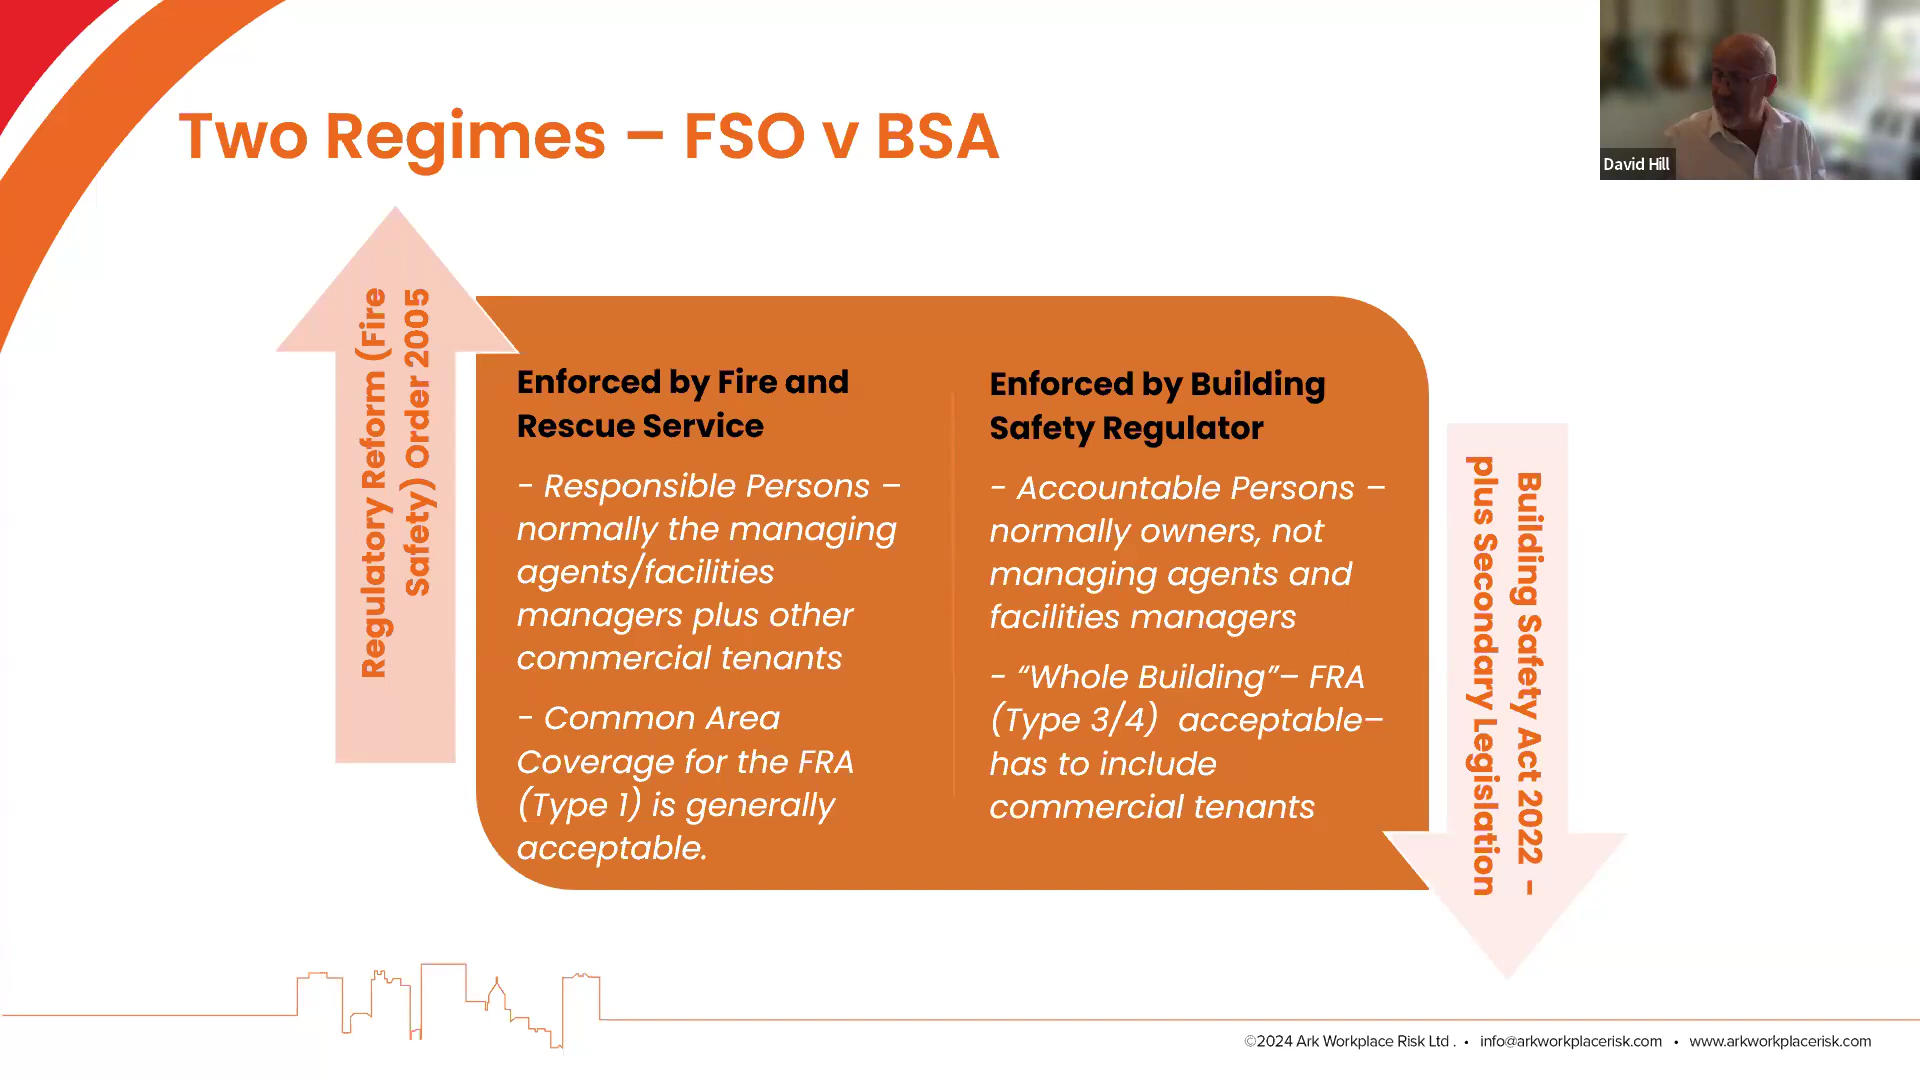 Two Regimes – FSO v BSA
David Hill
Regulatory Reform (Fire
Safety) Order 2005
Enforced by Fire and
Rescue Service
- Responsible Persons –
normally the managing
agents/facilities
managers plus other
commercial tenants
- Common Area
Coverage for the FRA
(Type 1) is generally
acceptable.
Enforced by Building
Safety Regulator
- Accountable Persons –
normally owners, not
managing agents and
facilities managers
- “Whole Building”– FRA
(Type 3/4)  acceptable–
has to include
commercial tenants
Building Safety Act 2022 –
plus Secondary Legislation
©2024 Ark Workplace Risk Ltd . • info@arkworkplacerisk.com • www.arkworkplacerisk.com